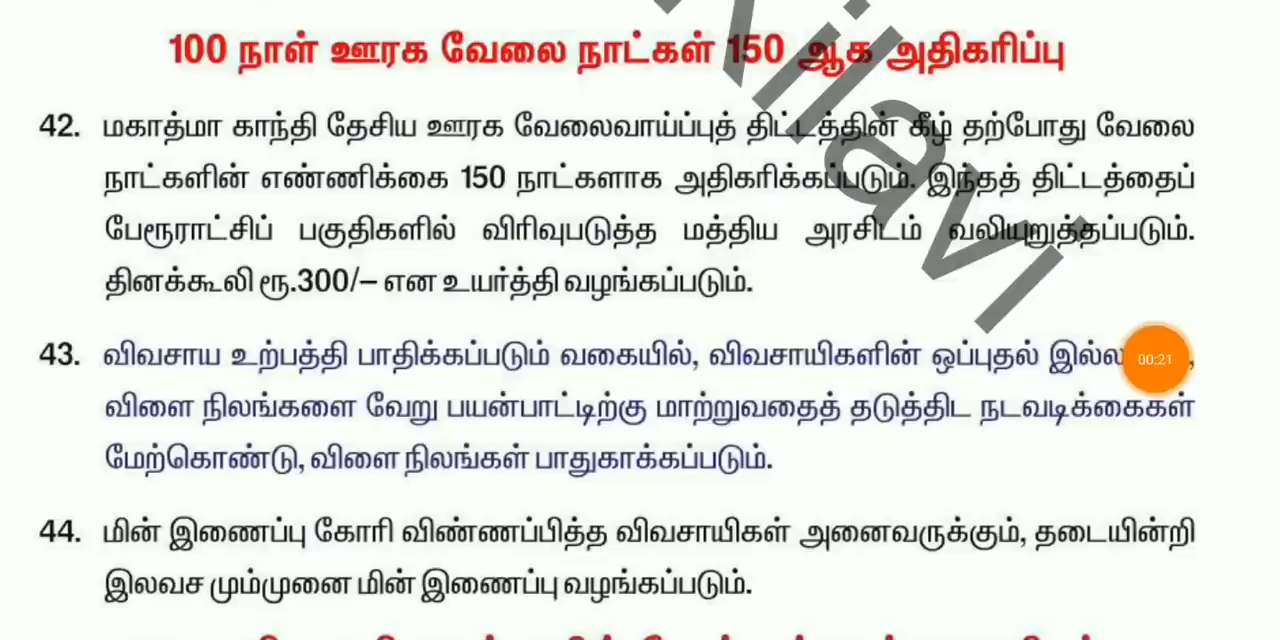 100 நாள் ஊரக வேலை நாட்கள் 150 ஆக அதிகரிப்பு
42. மகாத்மா காந்தி தேசிய ஊரக வேலைவாய்ப்புத் திட்டத்தின் கீழ் தற்போது வேலை
நாட்களின் எண்ணிக்கை 150 நாட்களாக அதிகரிக்கப்படும். இந்தத் திட்டத்தைப்
பேரூராட்சிப் பகுதிகளில் விரிவுபடுத்த மத்திய அரசிடம் வலியுறுத்தப்படும்.
தினக்கூலி ரூ.300/– என உயர்த்தி வழங்கப்படும்.
43. விவசாய உற்பத்தி பாதிக்கப்படும் வகையில், விவசாயிகளின் ஒப்புதல்
00:21
விளை நிலங்களை வேறு பயன்பாட்டிற்கு மாற்றுவதைத் தடுத்திட நடவடிக்கைகள்
மேற்கொண்டு, விளை நிலங்கள் பாதுகாக்கப்படும்.
44. மின் இணைப்பு கோரி விண்ணப்பித்த விவசாயிகள் அனைவருக்கும், தடையின்றி
இலவச மும்முனை மின் இணைப்பு வழங்கப்படும்.